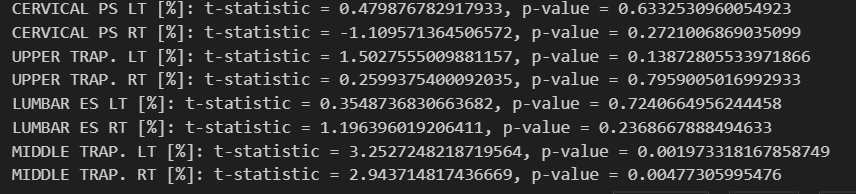 CERVICAL PS LT [%]: t-statistic = 0.479876782917933, p-value = 0.6332530960054923
CERVICAL PS RT [%]: t-statistic = -1.109571364506572, p-value = 0.2721006869035099
UPPER TRAP. LT [%]: t-statistic = 1.5027555009881157, p-value = 0.13872805533971866
UPPER TRAP. RT [%]: t-statistic = 0.2599375400092035, p-value = 0.7959005016992933
LUMBAR ES LT [%]: t-statistic = 0.3548736830663682, p-value = 0.7240664956244458
LUMBAR ES RT [%]: t-statistic = 1.196396019206411, p-value = 0.2368667888494633
MIDDLE TRAP. LT [%]: t-statistic = 3.2527248218719564, p-value = 0.001973318167858749
MIDDLE TRAP. RT [%]: t-statistic = 2.943714817436669, p-value = 0.00477305995476